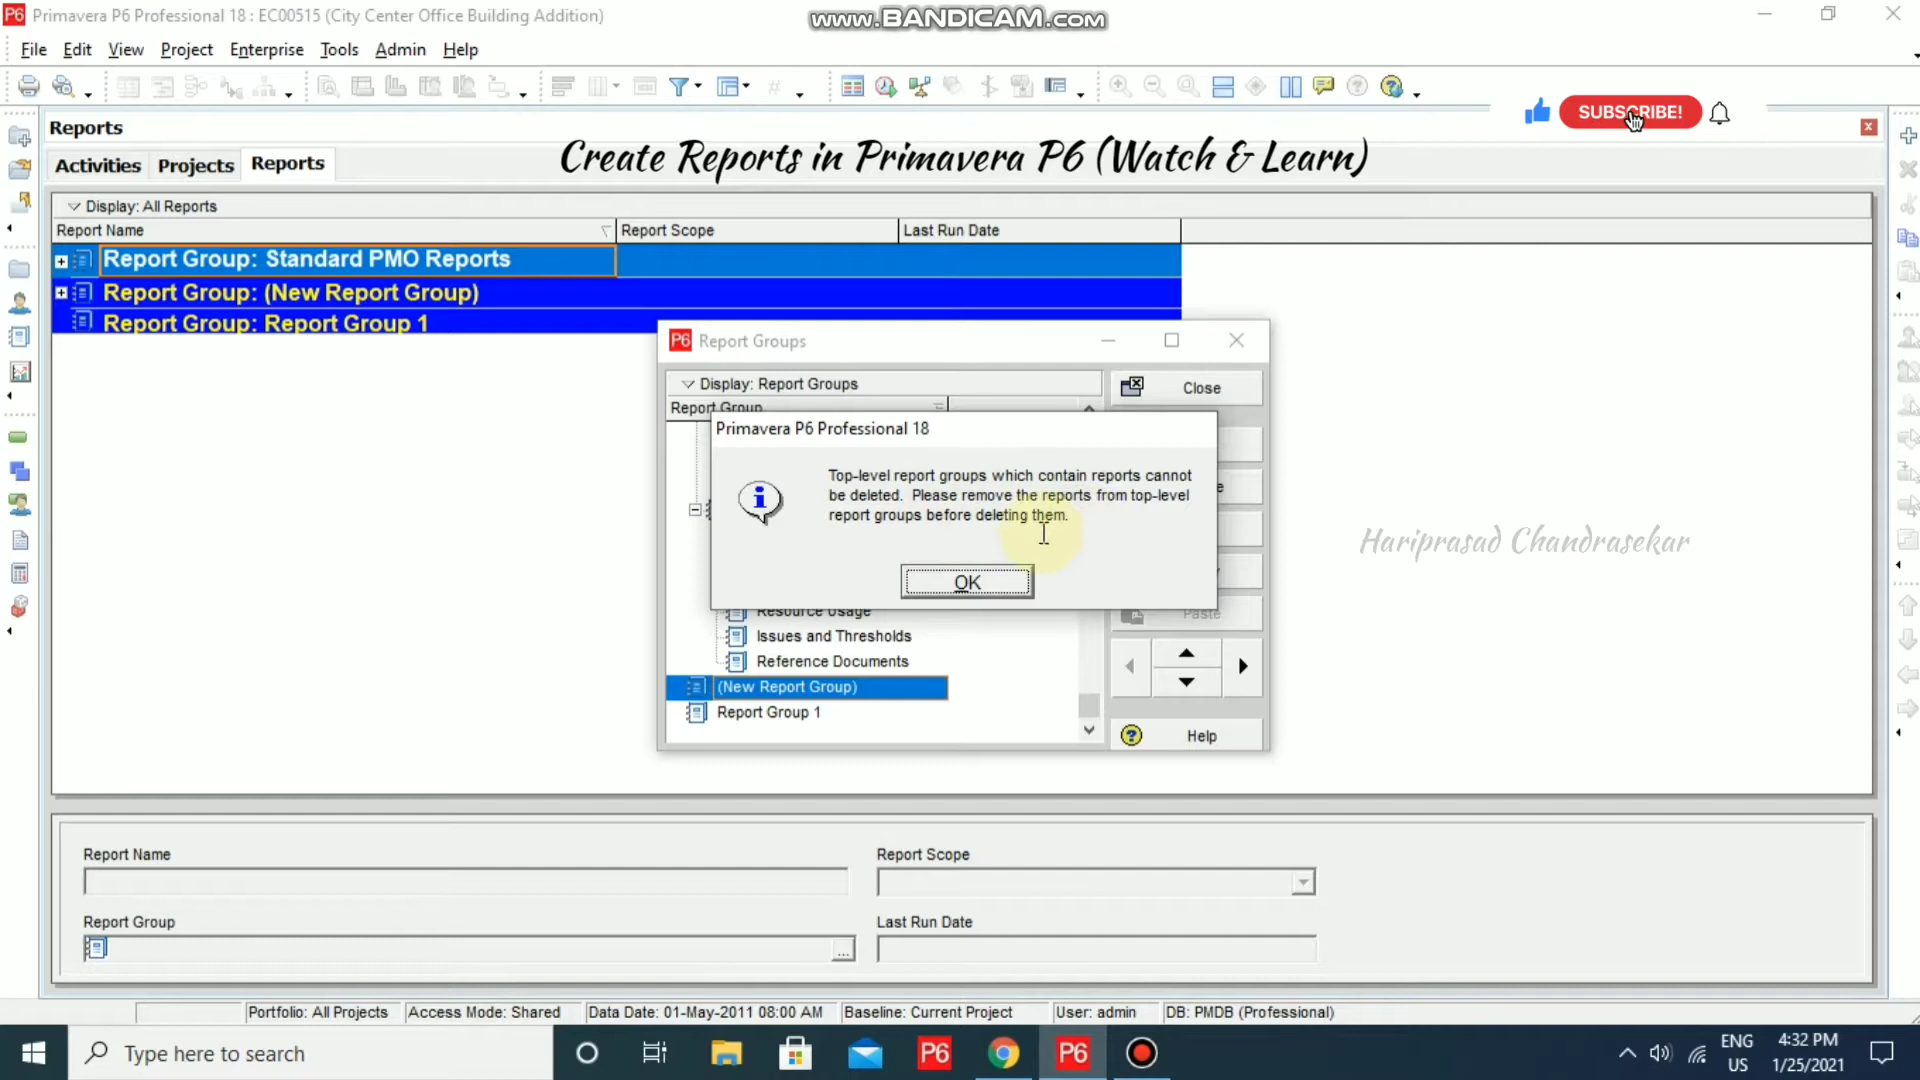 P6 Primavera P6 Professional 18 : EC00515 (City Center Office Building Addition)
www.BANDICAM.com
File Edit View Project Enterprise Tools Admin Help
SUBSCRIBE!
Reports
Create Reports in Primavera P6 (Watch & Learn)
Activities Projects Reports
Display: All Reports
Report Name Report Scope Last Run Date
Report Group: Standard PMO Reports
Report Group: (New Report Group)
Report Group: Report Group 1
P6 Report Groups
Display: Report Groups
Close
Report Group
Primavera P6 Professional 18
Top-level report groups which contain reports cannot
be deleted. Please remove the reports from top-level
report groups before deleting them.
OK
Hariprasad Chandrasekar
Resource Usage
Paste
Issues and Thresholds
Reference Documents
(New Report Group)
Report Group 1
Help
Report Name Report Scope
Report Group Last Run Date
...
Portfolio: All Projects Access Mode: Shared Data Date: 01-May-2011 08:00 AM Baseline: Current Project User: admin DB: PMDB (Professional)
Type here to search
P6
P6
ENG
US
4:32 PM
1/25/2021